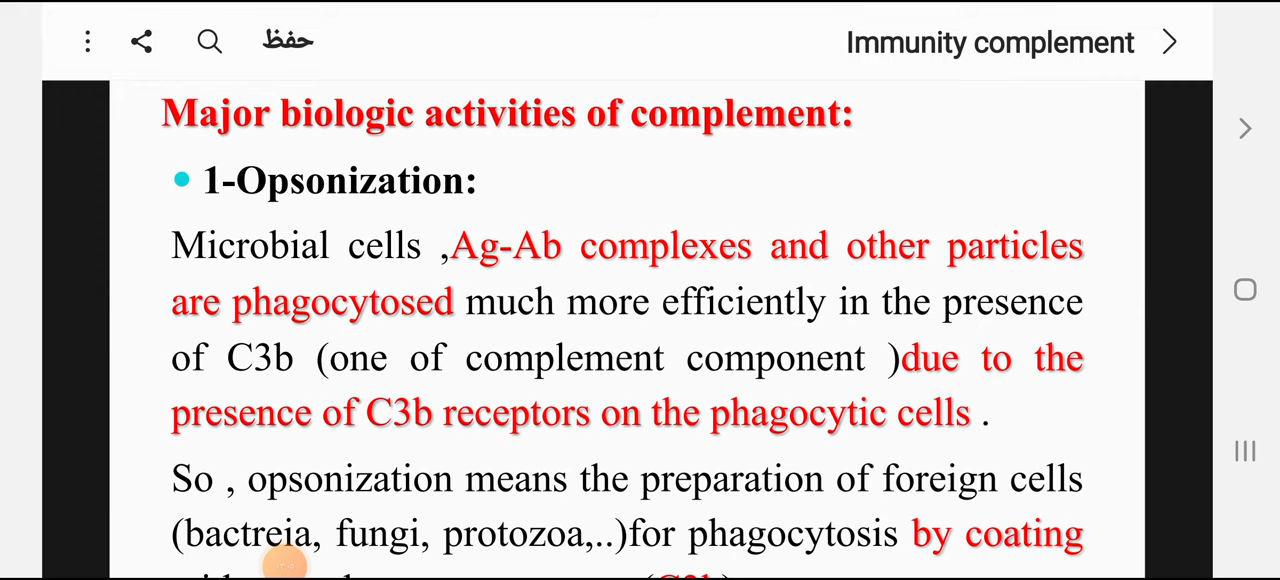 حفظ
Immunity complement
Major biologic activities of complement:
1-Opsonization:
Microbial cells ,Ag-Ab complexes and other particles
are phagocytosed much more efficiently in the presence
of C3b (one of complement component )due to the
presence of C3b receptors on the phagocytic cells .
So , opsonization means the preparation of foreign cells
(bactreia, fungi, protozoa,..)for phagocytosis by coating